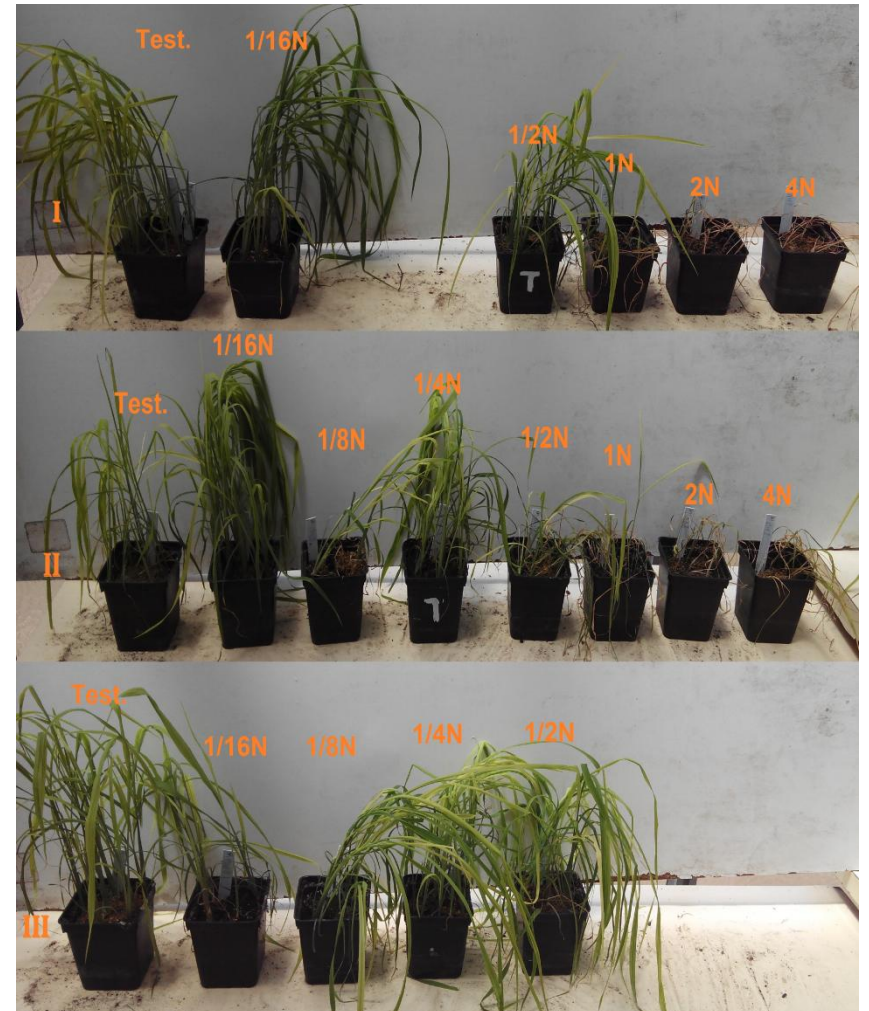 Test. 1/16N
1/2N 1N 2N 4N
I
T
1/16N
Test. 1/8N 1/4N 1/2N 1N 2N 4N
II
T
Test. 1/16N 1/8N 1/4N 1/2N
III